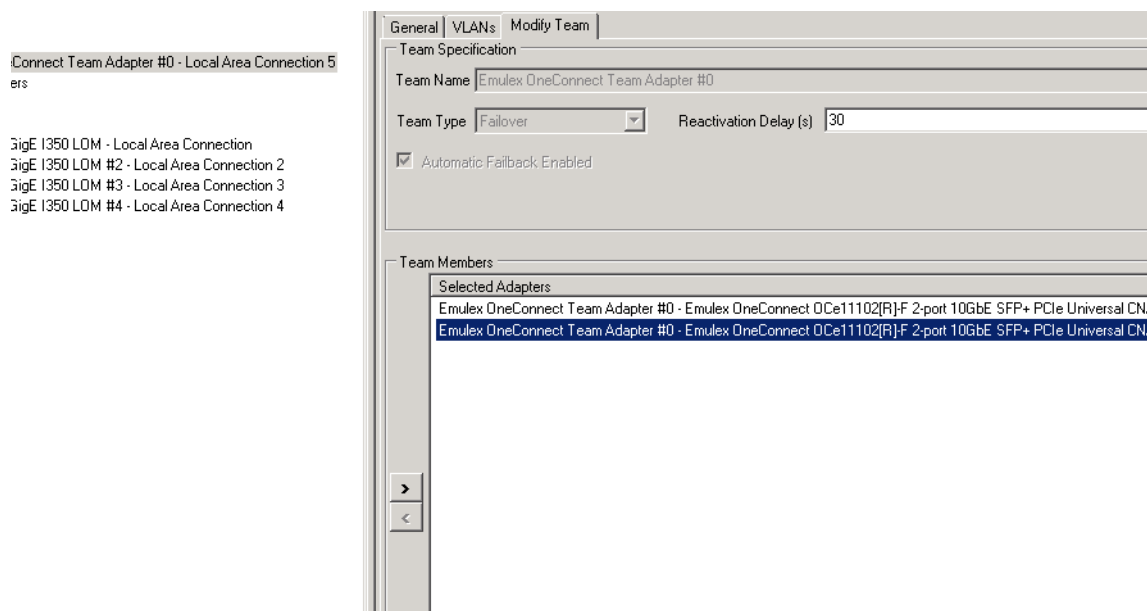 Connect Team Adapter #0 - Local Area Connection 5
ers
GigE I350 LOM - Local Area Connection
GigE I350 LOM #2 - Local Area Connection 2
GigE I350 LOM #3 - Local Area Connection 3
GigE I350 LOM #4 - Local Area Connection 4
General VLANs Modify Team
Team Specification
Team Name Emulex OneConnect Team Adapter #0
Team Type Failover Reactivation Delay (s) 30
Automatic Failback Enabled
Team Members
Selected Adapters
Emulex OneConnect Team Adapter #0 - Emulex OneConnect OCe11102[R]-F 2-port 10GbE SFP+ PCIe Universal CN
Emulex OneConnect Team Adapter #0 - Emulex OneConnect OCe11102[R]-F 2-port 10GbE SFP+ PCIe Universal CN
>
<